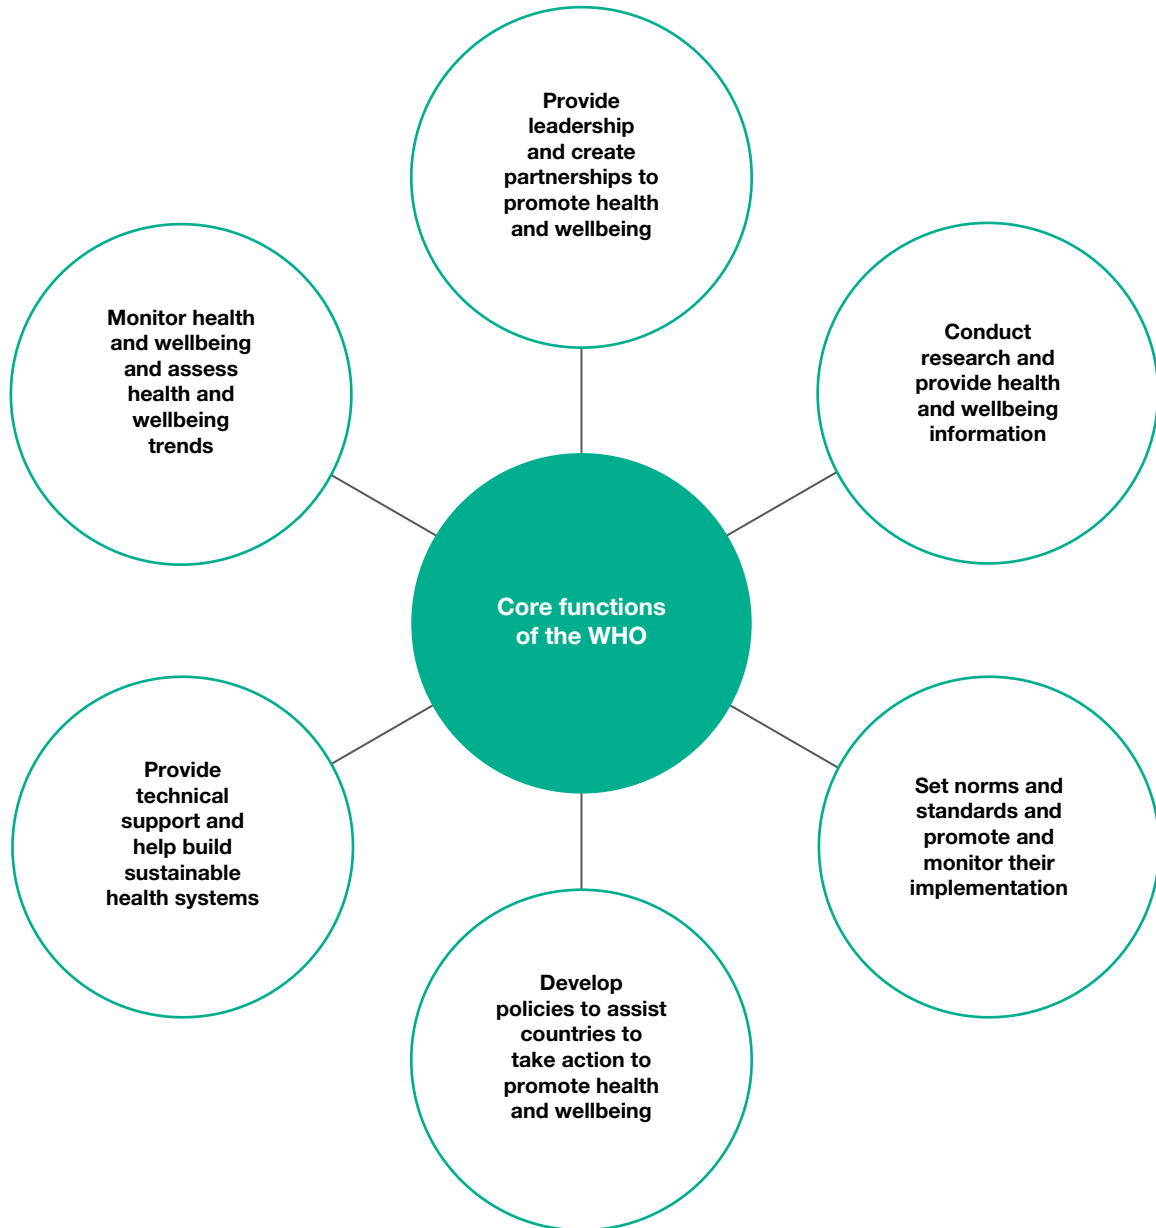 Provide
leadership
and create
partnerships to
promote health
and wellbeing
Monitor health
and wellbeing
and assess
health and
wellbeing
trends
Conduct
research and
provide health
and wellbeing
information
Core functions
of the WHO
Provide
technical
support and
help build
sustainable
health systems
Set norms and
standards and
promote and
monitor their
implementation
Develop
policies to assist
countries to
take action to
promote health
and wellbeing